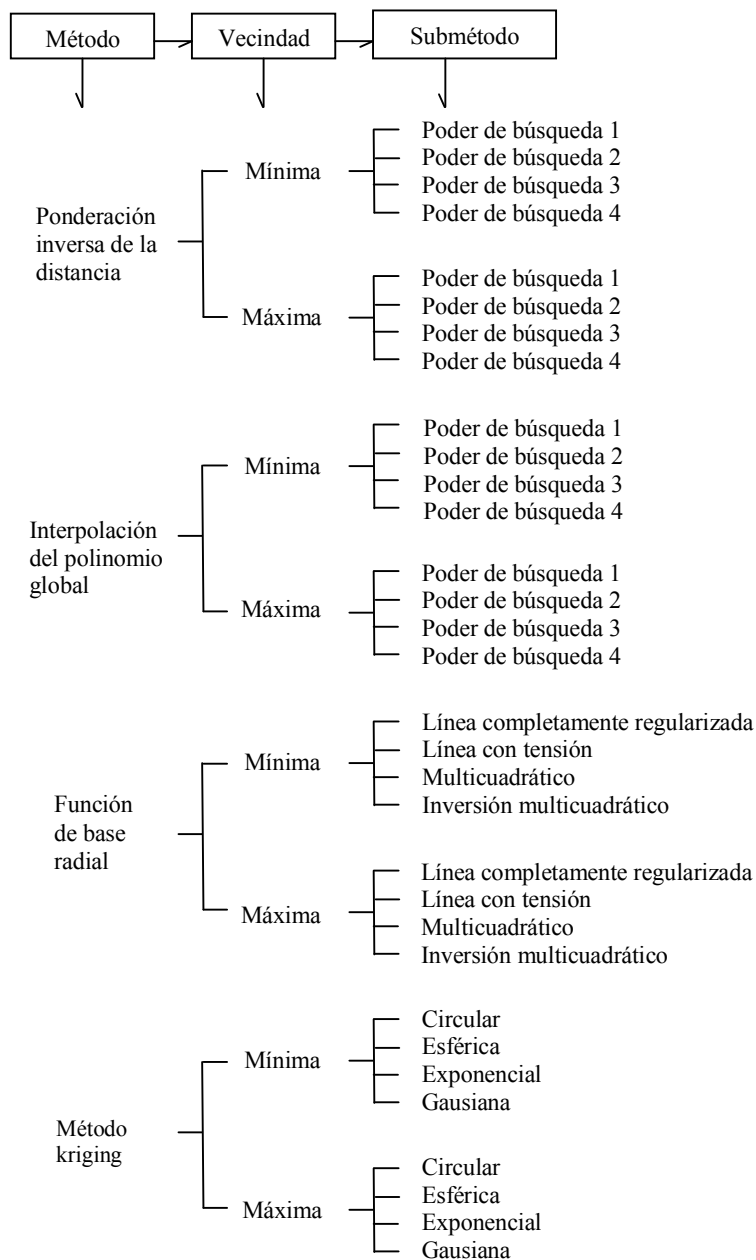 Método
Vecindad
Submétodo
Ponderación
inversa de la
distancia
Mínima
Poder de búsqueda 1
Poder de búsqueda 2
Poder de búsqueda 3
Poder de búsqueda 4
Máxima
Poder de búsqueda 1
Poder de búsqueda 2
Poder de búsqueda 3
Poder de búsqueda 4
Interpolación
del polinomio
global
Mínima
Poder de búsqueda 1
Poder de búsqueda 2
Poder de búsqueda 3
Poder de búsqueda 4
Máxima
Poder de búsqueda 1
Poder de búsqueda 2
Poder de búsqueda 3
Poder de búsqueda 4
Función
de base
radial
Mínima
Línea completamente regularizada
Línea con tensión
Multicuadrático
Inversión multicuadrático
Máxima
Línea completamente regularizada
Línea con tensión
Multicuadrático
Inversión multicuadrático
Método
kriging
Mínima
Circular
Esférica
Exponencial
Gausiana
Máxima
Circular
Esférica
Exponencial
Gausiana